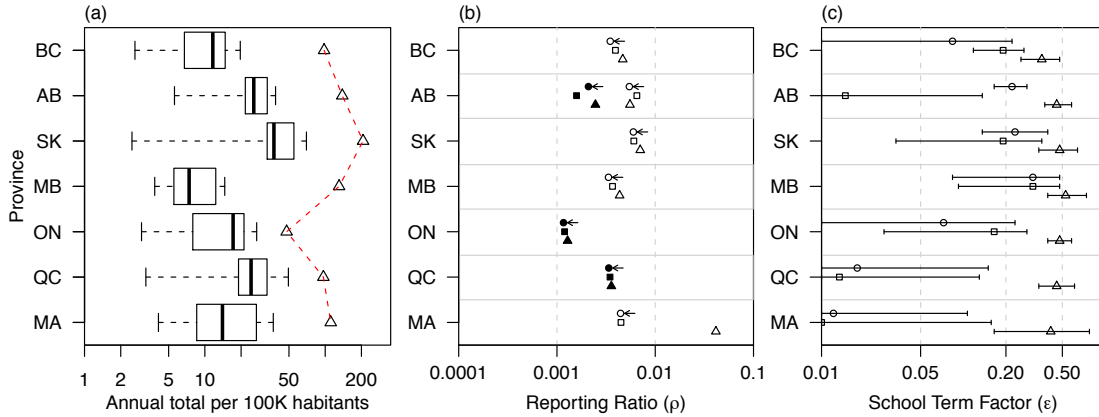 (a)
Province
BC
AB
SK
MB
ON
QC
MA
1 2 5 10 50 200
Annual total per 100K habitants
(b)
BC
AB
SK
MB
ON
QC
MA
0.0001 0.001 0.01 0.1
Reporting Ratio (ρ)
(c)
BC
AB
SK
MB
ON
QC
MA
0.01 0.05 0.20 0.50
School Term Factor (ε)